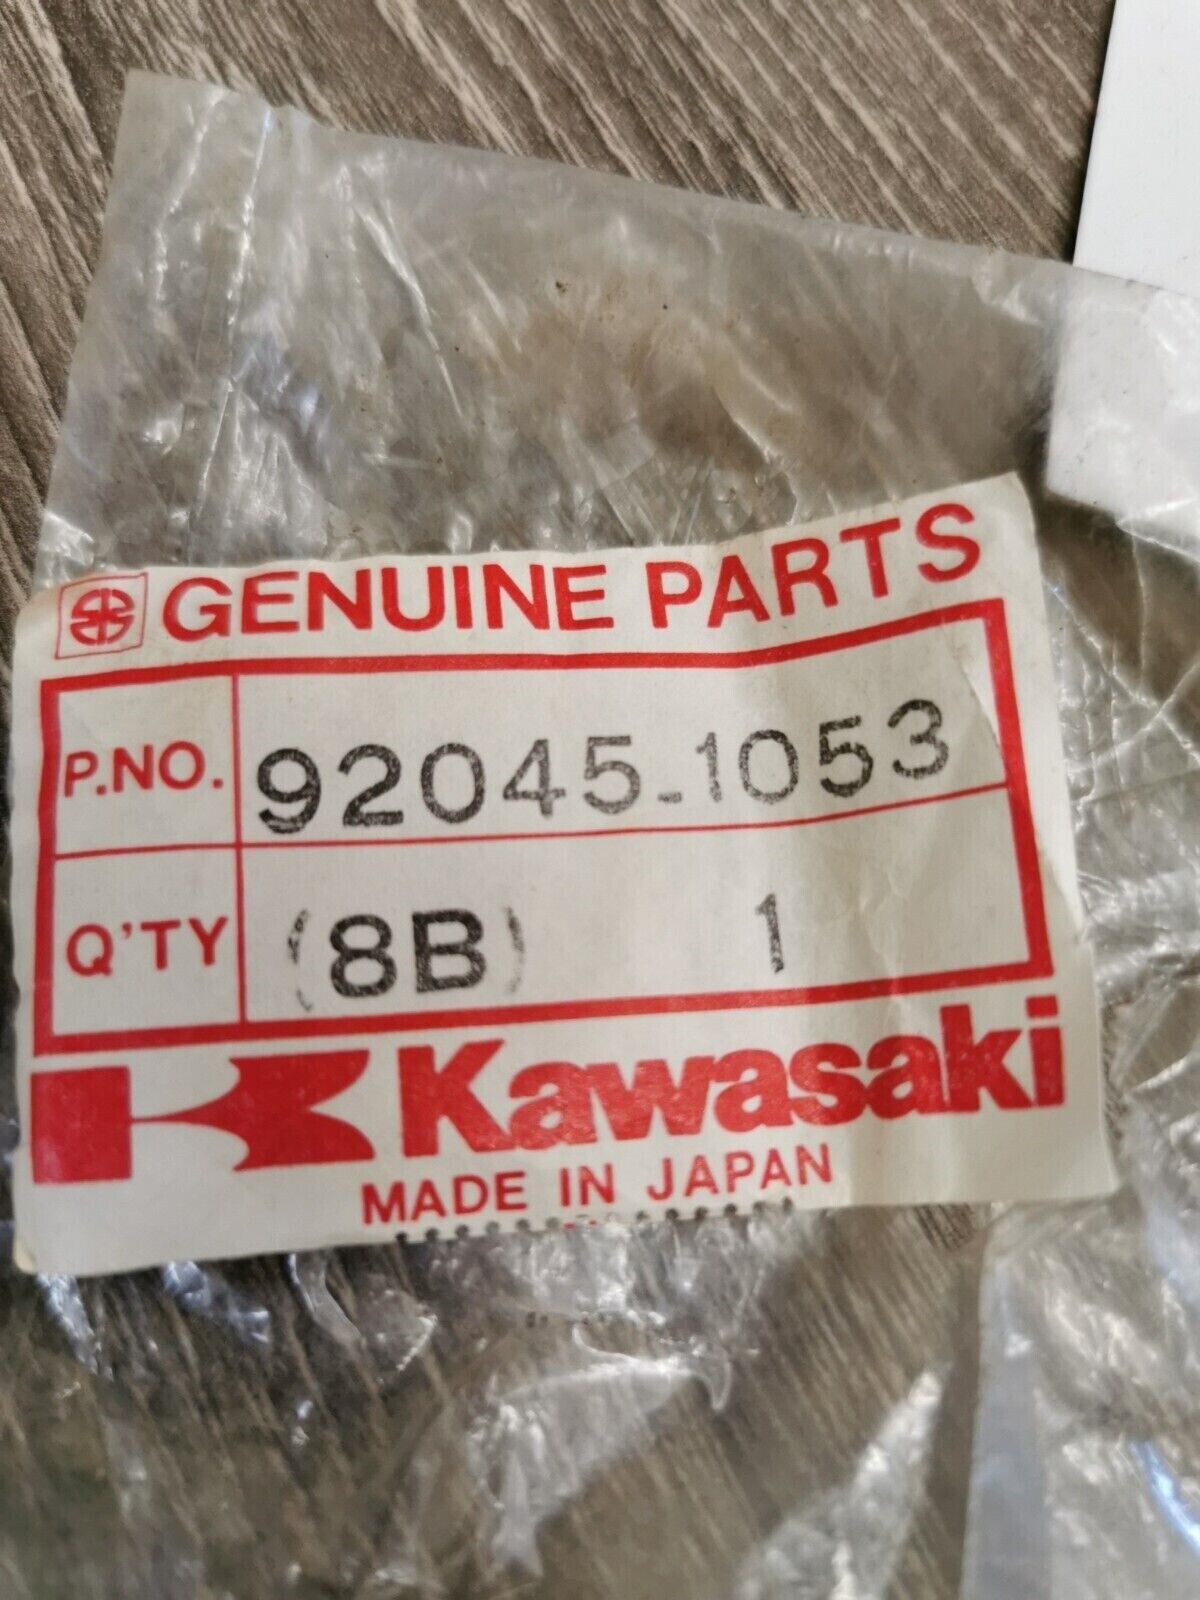 GENUINE PARTS
P.NO. 92045-1053
Q'TY (8B) 1
Kawasaki
MADE IN JAPAN